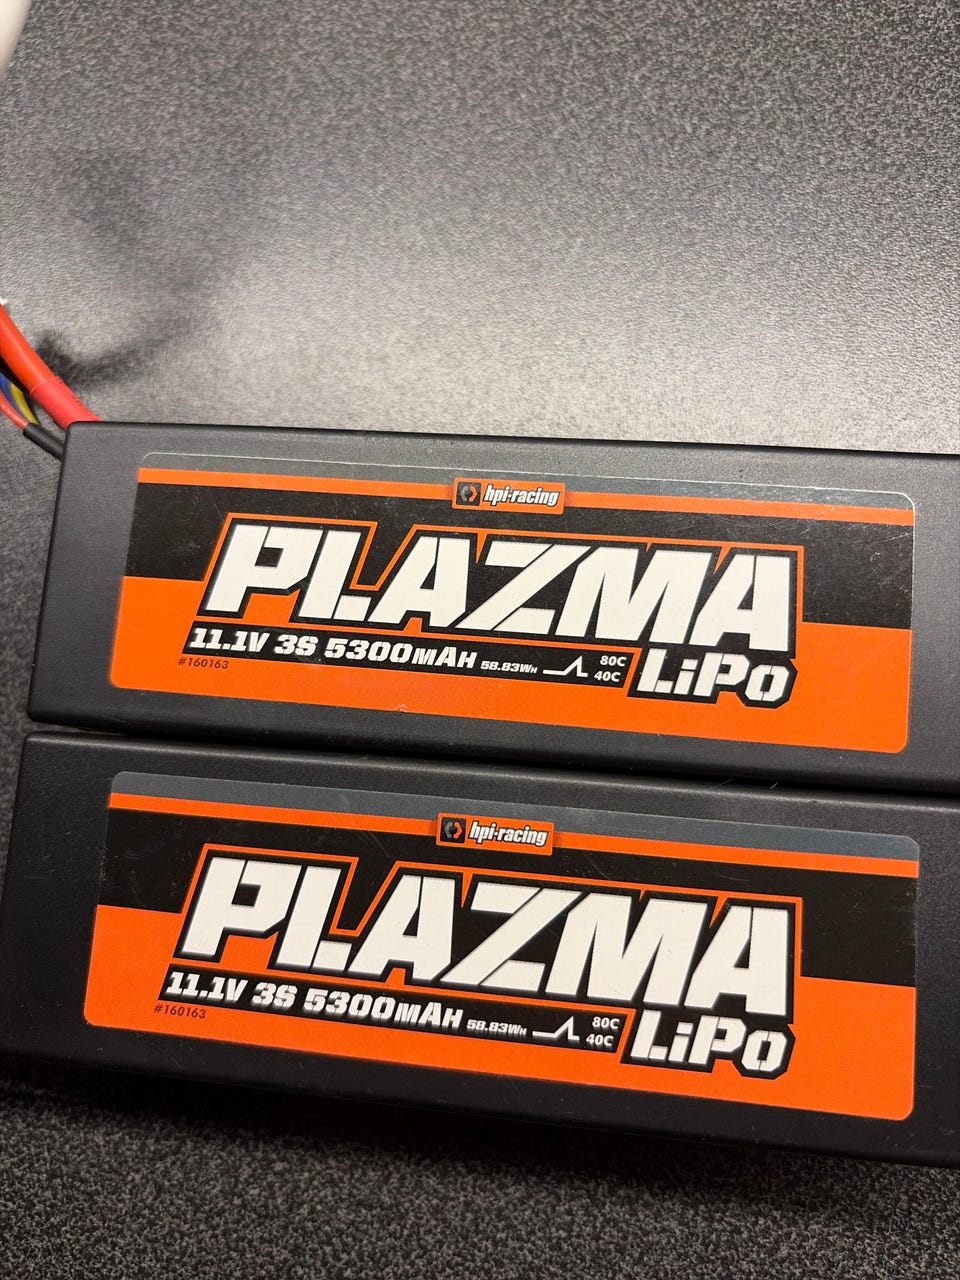 hpi·racing
PLAZMA
11.1V 3S 5300mAH 58.83WH 80C
40C
#160163
LiPo
hpi·racing
PLAZMA
11.1V 3S 5300mAH 58.83WH 80C
40C
#160163
LiPo